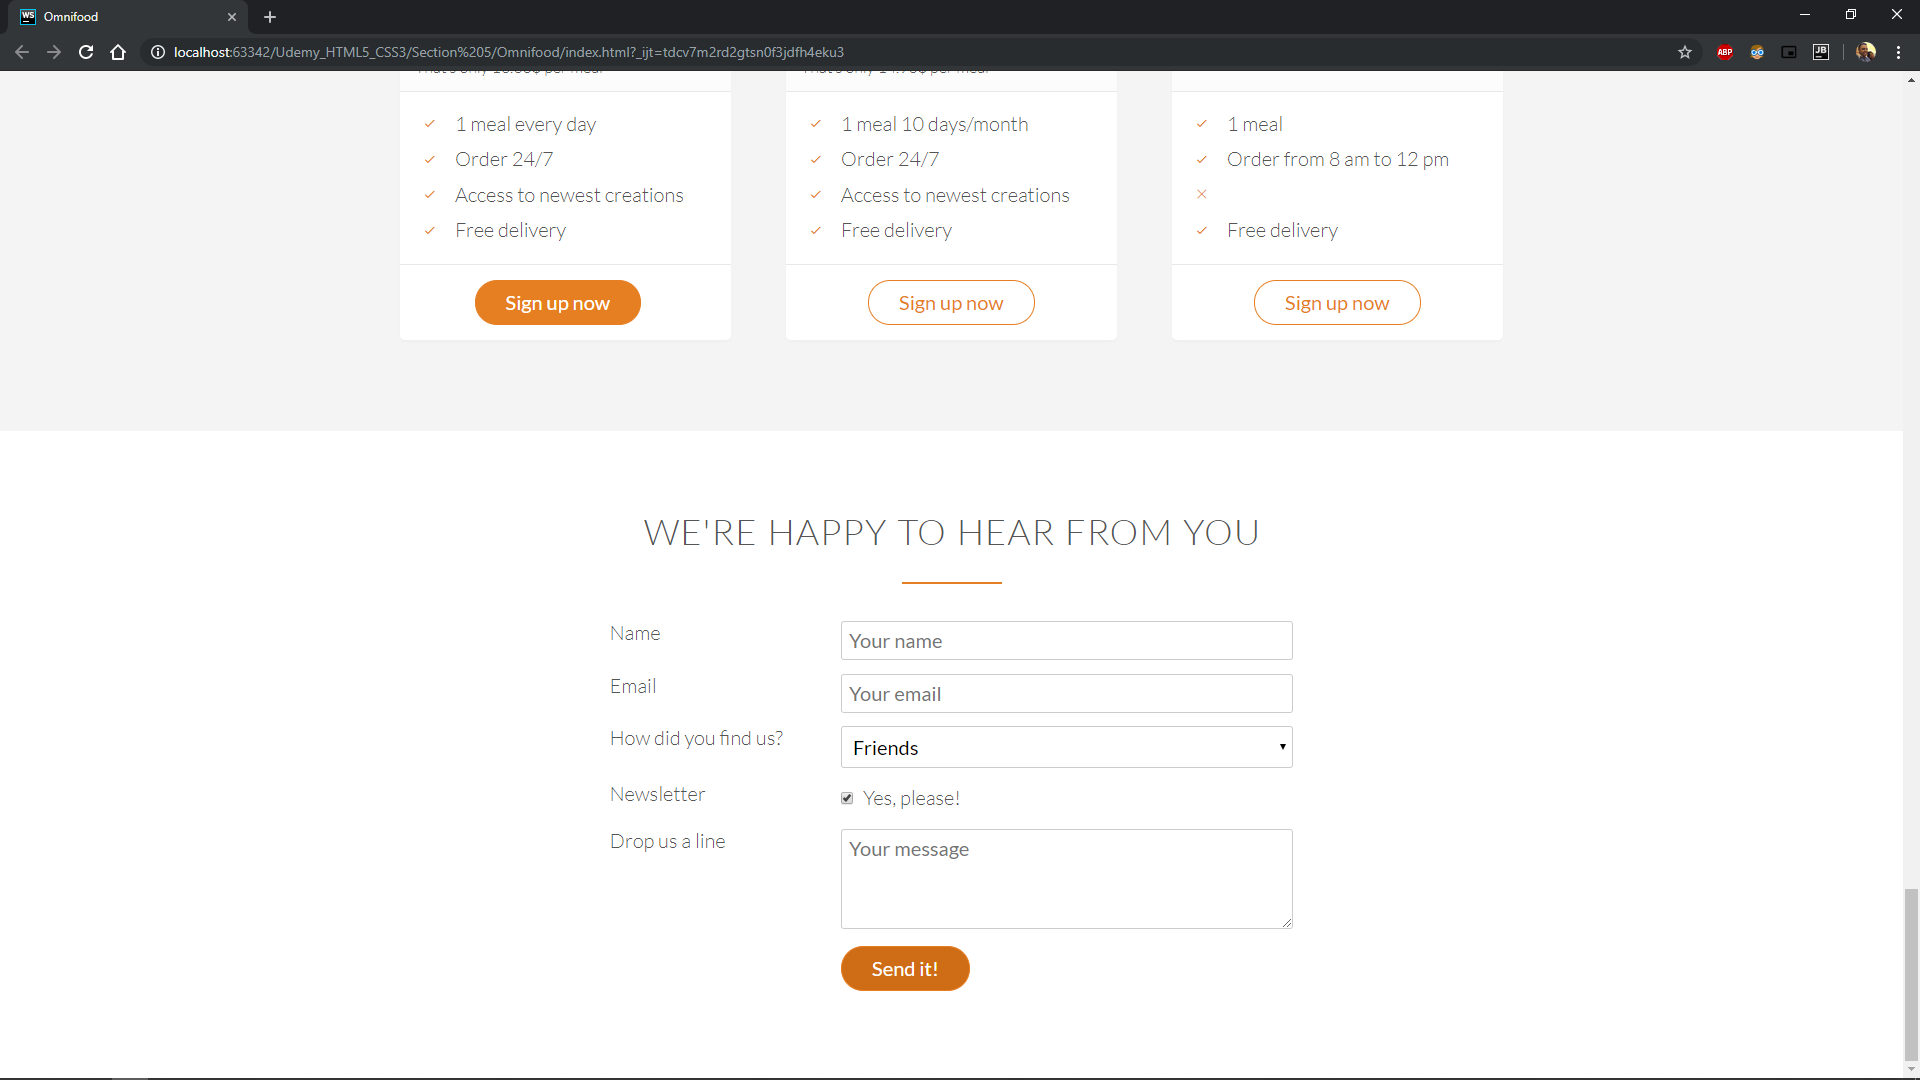 WS Omnifood
localhost:63342/Udemy_HTML5_CSS3/Section%205/Omnifood/index.html?_ijt=tdcv7m2rd2gtsn0f3jdfh4eku3
ABP
JB
1 meal every day
Order 24/7
Access to newest creations
Free delivery
Sign up now
1 meal 10 days/month
Order 24/7
Access to newest creations
Free delivery
Sign up now
1 meal
Order from 8 am to 12 pm
Free delivery
Sign up now
WE'RE HAPPY TO HEAR FROM YOU
Name
Your name
Email
Your email
How did you find us?
Friends
Newsletter
Yes, please!
Drop us a line
Your message
Send it!